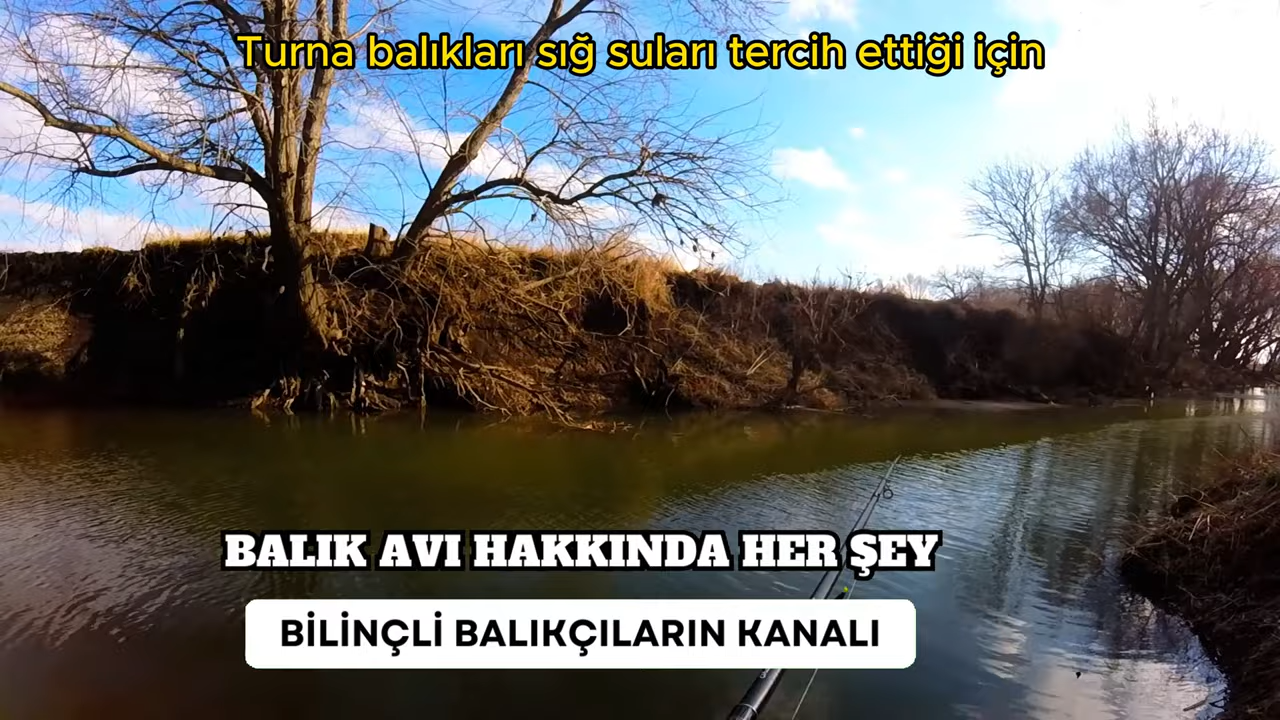 Turna balıkları sığ suları tercih ettiği için
BALIK AVI HAKKINDA HER ŞEY
BİLİNÇLİ BALIKÇILARIN KANALI